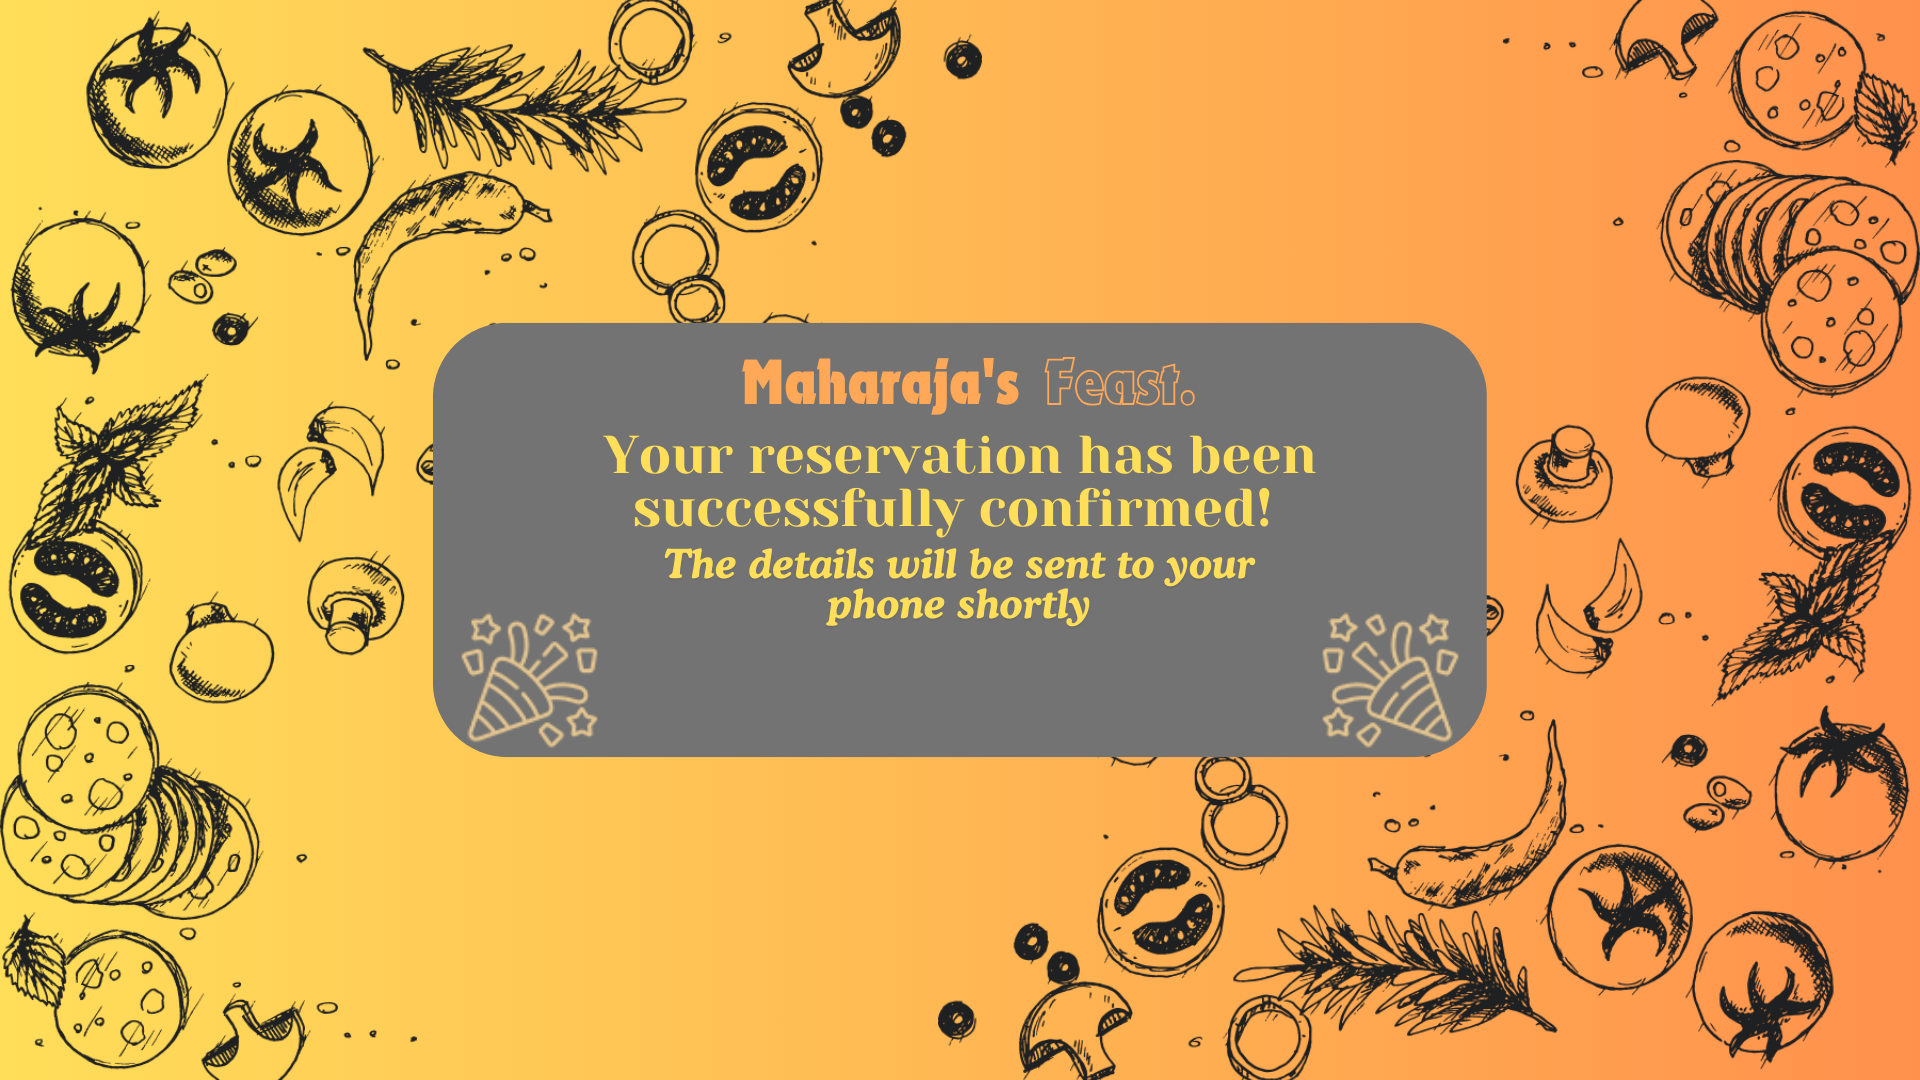 Maharaja's Feast.
Your reservation has been
successfully confirmed!
The details will be sent to your
phone shortly